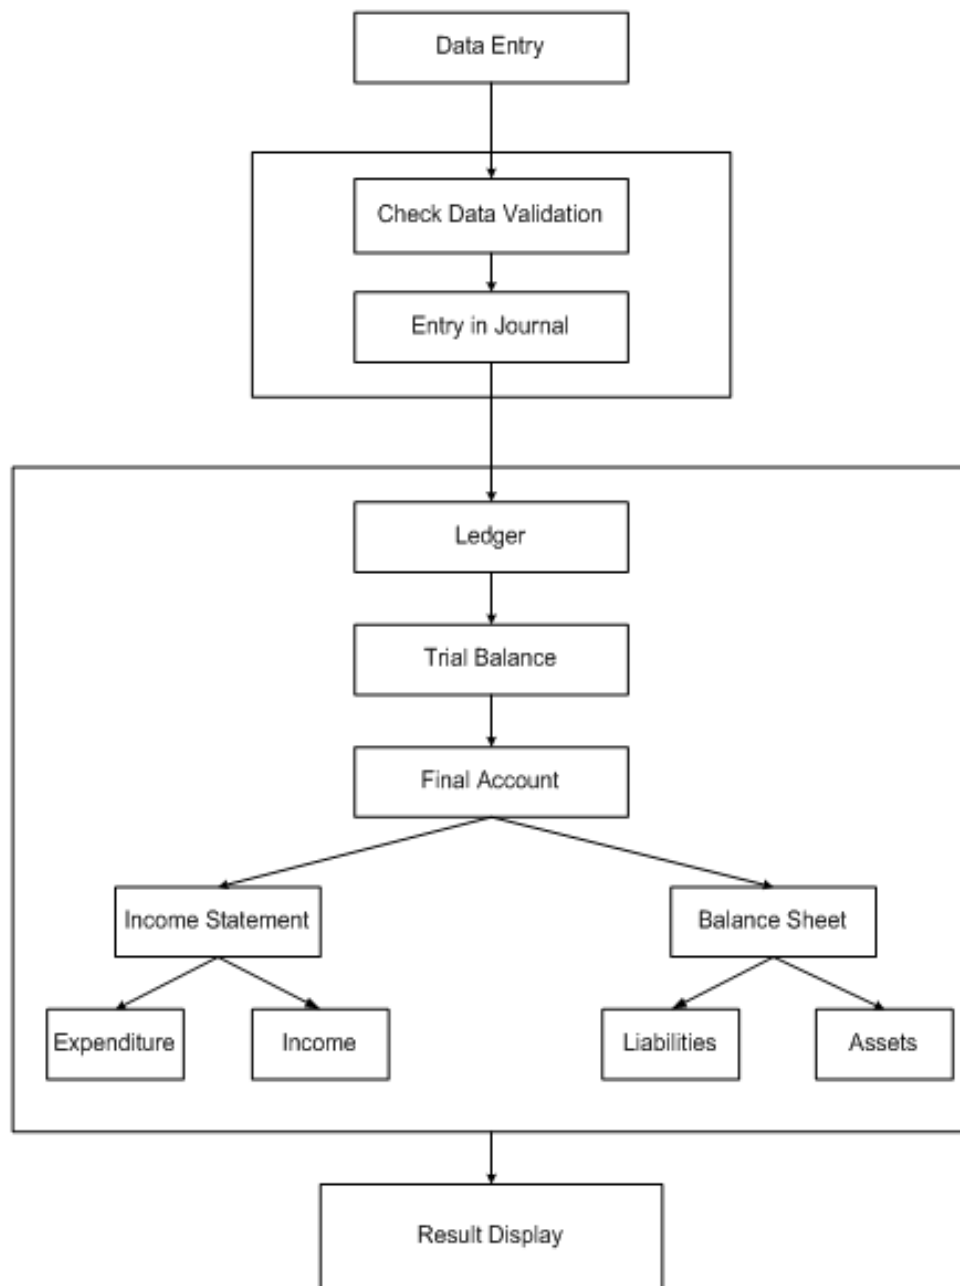 Data Entry
Check Data Validation
Entry in Journal
Ledger
Trial Balance
Final Account
Income Statement
Balance Sheet
Expenditure
Income
Liabilities
Assets
Result Display